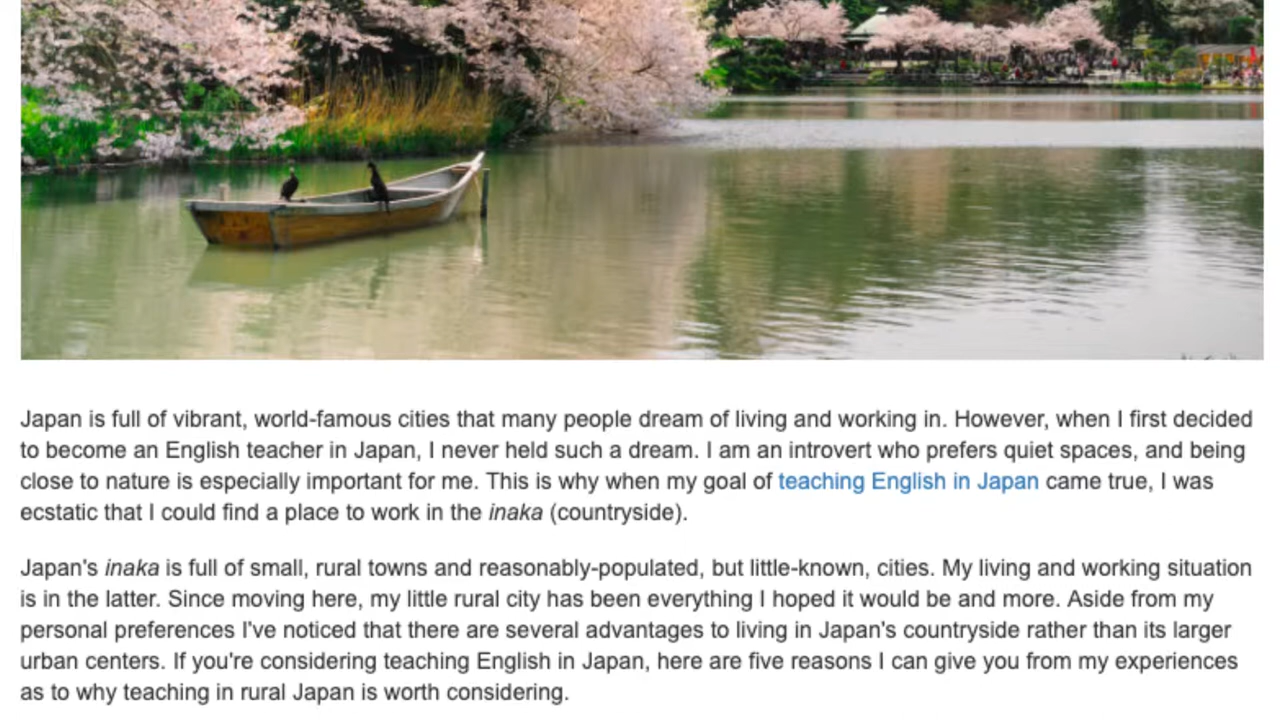 Japan is full of vibrant, world-famous cities that many people dream of living and working in. However, when I first decided
to become an English teacher in Japan, I never held such a dream. I am an introvert who prefers quiet spaces, and being
close to nature is especially important for me. This is why when my goal of teaching English in Japan came true, I was
ecstatic that I could find a place to work in the inaka (countryside).
Japan's inaka is full of small, rural towns and reasonably-populated, but little-known, cities. My living and working situation
is in the latter. Since moving here, my little rural city has been everything I hoped it would be and more. Aside from my
personal preferences I've noticed that there are several advantages to living in Japan's countryside rather than its larger
urban centers. If you're considering teaching English in Japan, here are five reasons I can give you from my experiences
as to why teaching in rural Japan is worth considering.